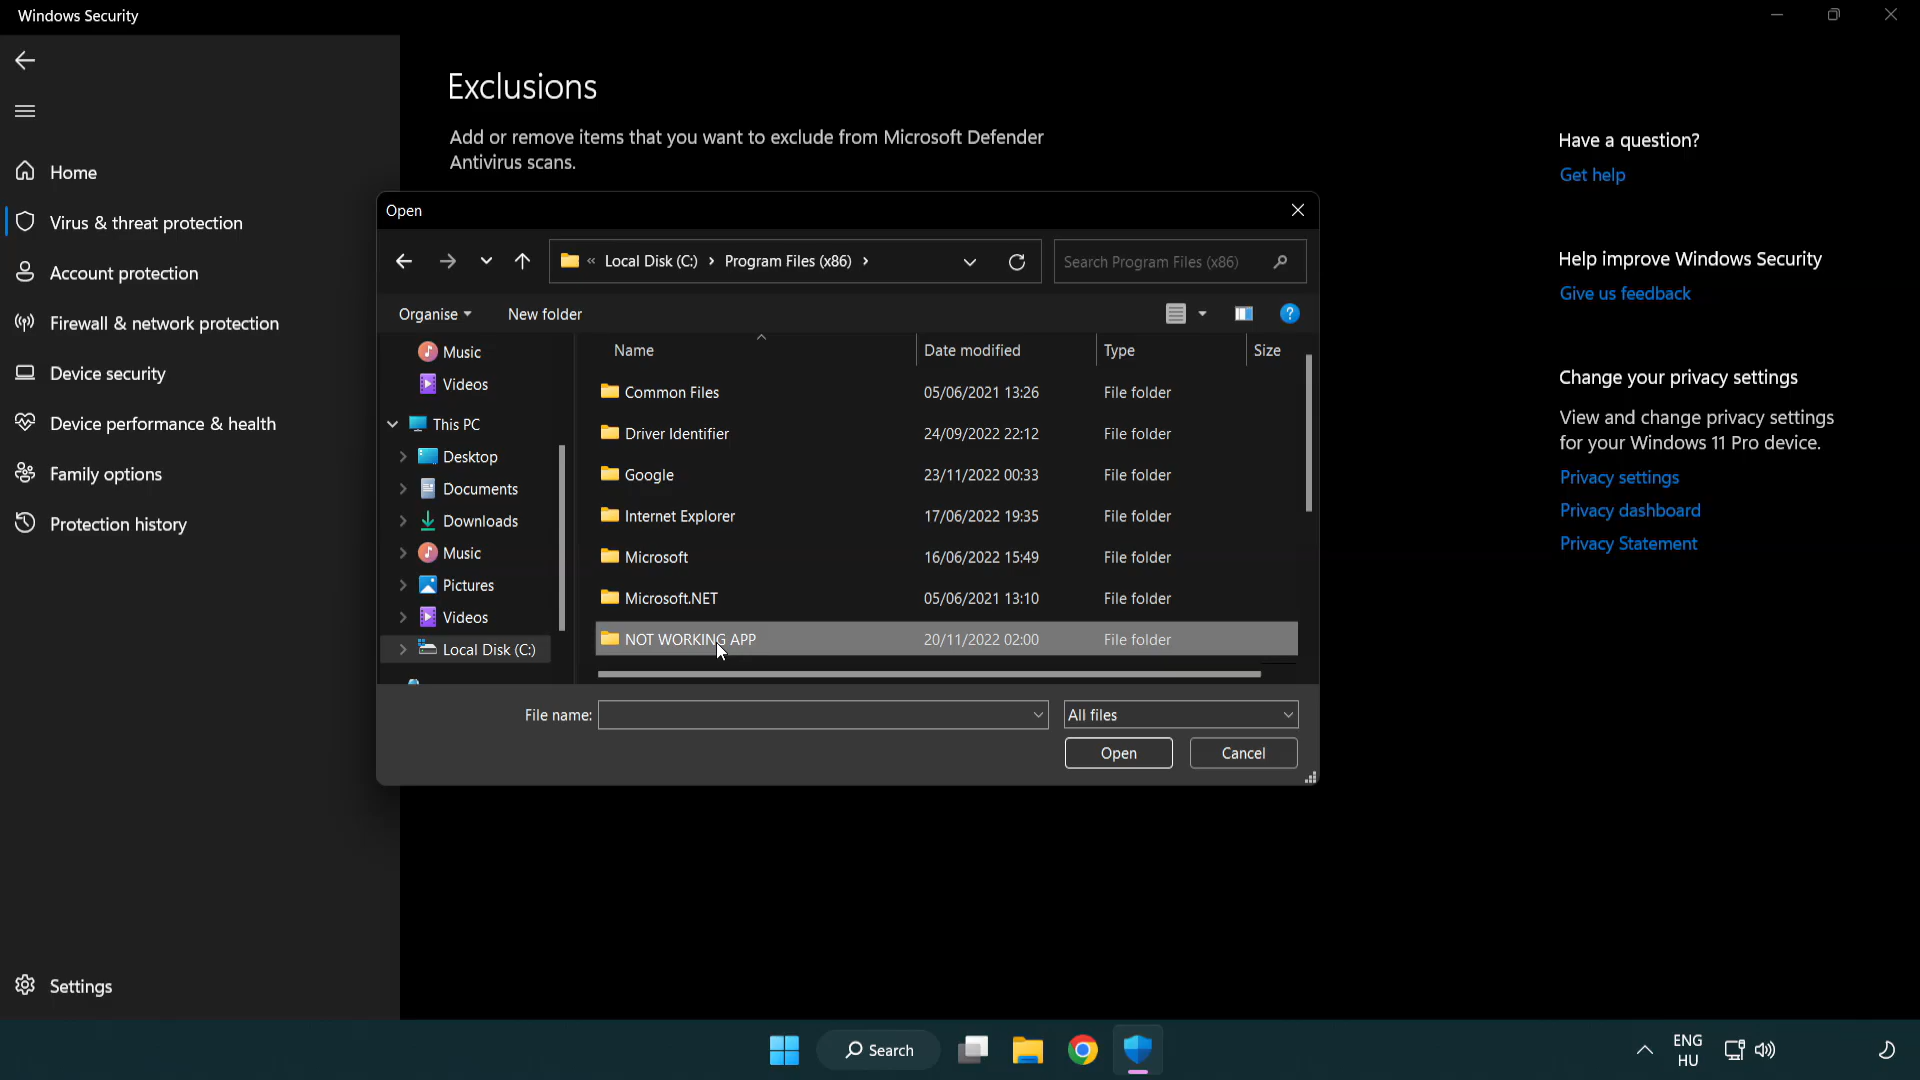 Windows Security
Exclusions
Add or remove items that you want to exclude from Microsoft Defender
Antivirus scans.
Home
Virus & threat protection
Account protection
Firewall & network protection
Device security
Device performance & health
Family options
Protection history
Settings
Open
« Local Disk (C:) › Program Files (x86) ›
Search Program Files (x86)
Organise
New folder
Music
Videos
This PC
Desktop
Documents
Downloads
Music
Pictures
Videos
Local Disk (C:)
Name Date modified Type Size
Common Files 05/06/2021 13:26 File folder
Driver Identifier 24/09/2022 22:12 File folder
Google 23/11/2022 00:33 File folder
Internet Explorer 17/06/2022 19:35 File folder
Microsoft 16/06/2022 15:49 File folder
Microsoft.NET 05/06/2021 13:10 File folder
NOT WORKING APP 20/11/2022 02:00 File folder
File name:
All files
Open
Cancel
Have a question?
Get help
Help improve Windows Security
Give us feedback
Change your privacy settings
View and change privacy settings
for your Windows 11 Pro device.
Privacy settings
Privacy dashboard
Privacy Statement
Search
ENG
HU